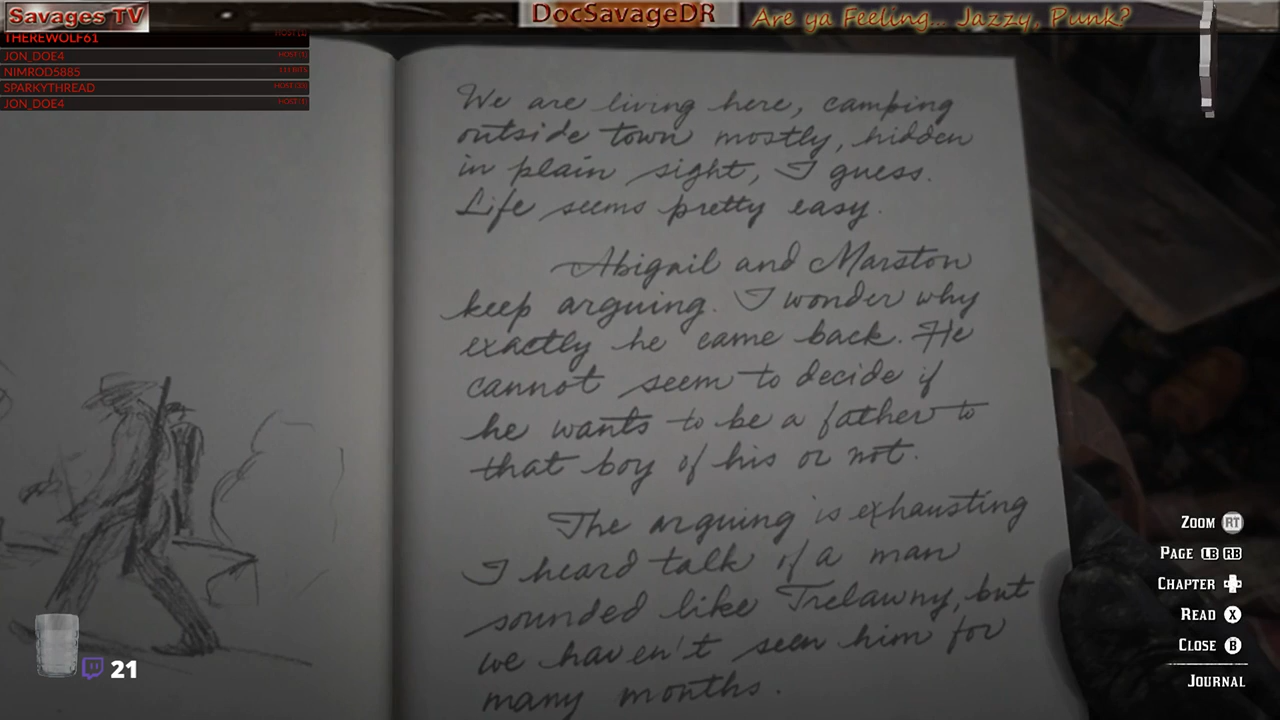 Savages TV
DocSavageDR
Are ya Feeling... Jazzy, Punk?
THEREWOLF61
JON_DOE4 HOST (1)
NIMROD5885
SPARKYTHREAD
JON_DOE4 HOST (1)
We are living here, camping
outside town mostly, hidden
in plain sight, I guess.
Life seems pretty easy.
Abigail and Marston
keep arguing. I wonder why
exactly he came back. He
cannot seem to decide if
he wants to be a father to
that boy of his or not.
The arguing is exhausting
I heard talk of a man
sounded like Trelawny, but
we haven't seen him for
many months.
ZOOM RT
PAGE LB RB
CHAPTER
READ X
CLOSE B
JOURNAL
21